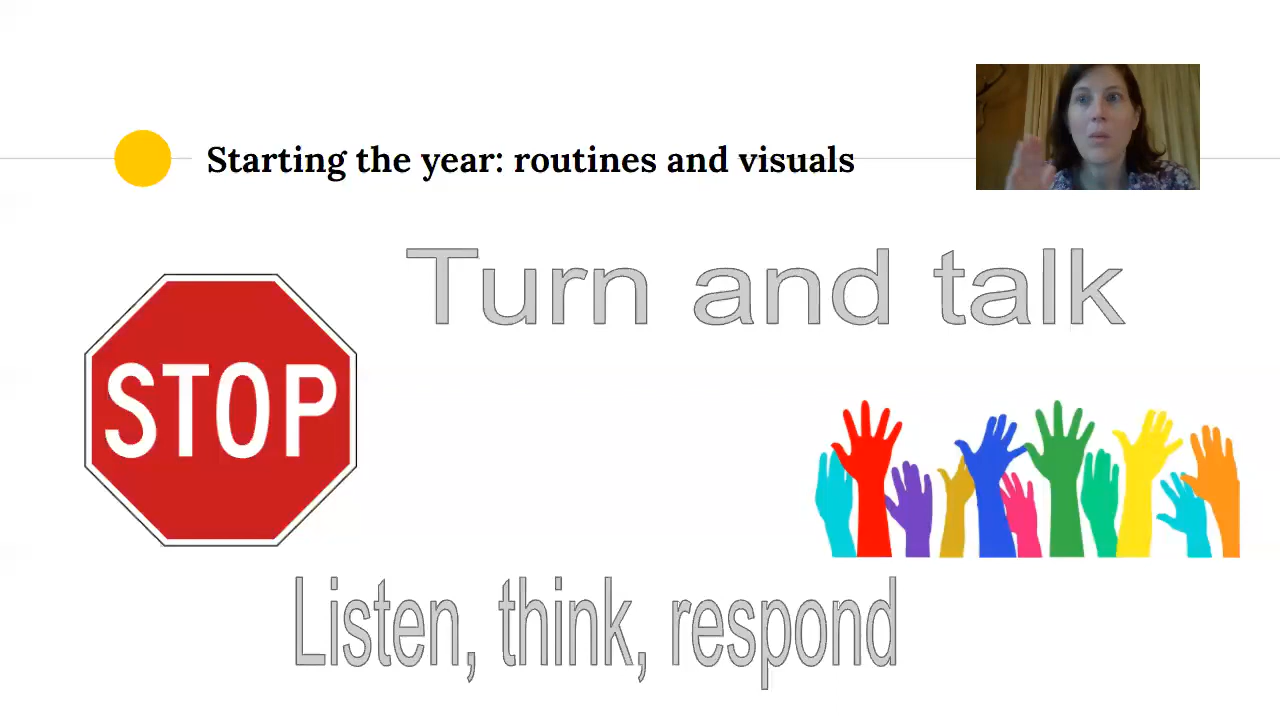 Starting the year: routines and visuals
Turn and talk
STOP
Listen, think, respond